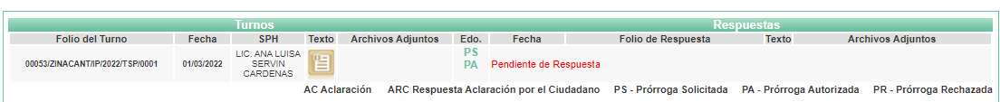 Turnos Respuestas
Folio del Turno Fecha SPH Texto Archivos Adjuntos Edo. Fecha Folio de Respuesta Texto Archivos Adjuntos
00053/ZINACANT/IP/2022/TSP/0001 01/03/2022 LIC. ANA LUISA SERVIN CARDENAS PS PA Pendiente de Respuesta
AC Aclaración ARC Respuesta Aclaración por el Ciudadano PS - Prórroga Solicitada PA - Prórroga Autorizada PR - Prórroga Rechazada